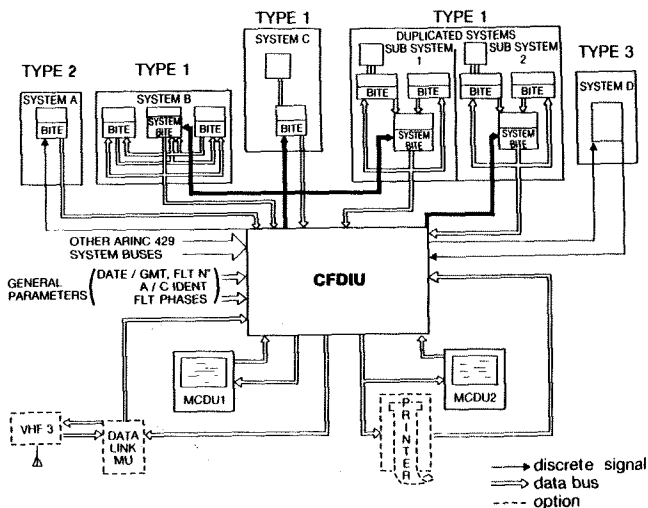 TYPE 1
TYPE 1
SYSTEM C
DUPLICATED SYSTEMS
SUB SYSTEM 1
SUB SYSTEM 2
TYPE 3
TYPE 2
TYPE 1
SYSTEM A
SYSTEM B
SYSTEM D
BITE
BITE
SYSTEM BITE
BITE
BITE
BITE
BITE
BITE
BITE
SYSTEM BITE
SYSTEM BITE
OTHER ARINC 429
SYSTEM BUSES
CFDIU
GENERAL PARAMETERS
DATE / GMT, FLT N°
A / C IDENT
FLT PHASES
MCDU1
MCDU2
PRINTER
VHF 3
DATA
LINK
MU
discrete signal
data bus
option